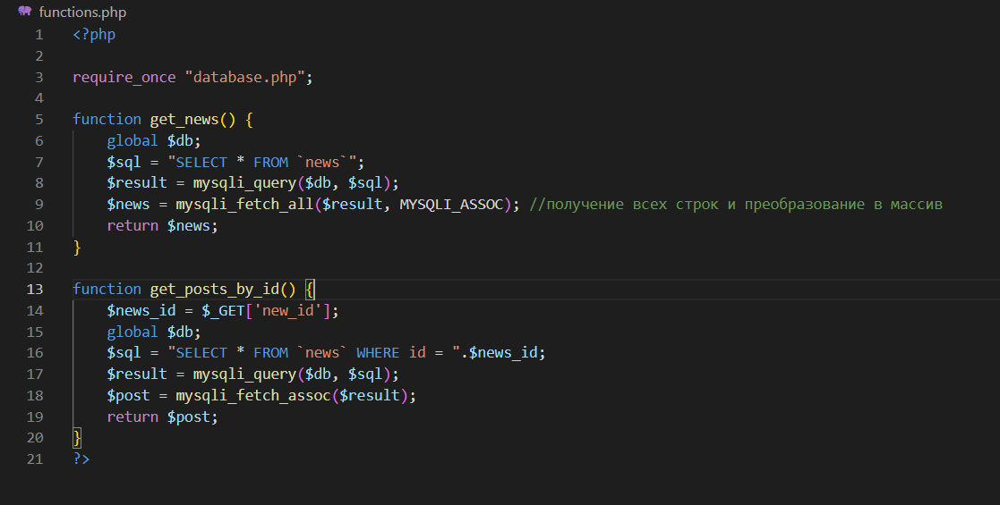 functions.php
1 <?php
2
3 require_once "database.php";
4
5 function get_news() {
6 global $db;
7 $sql = "SELECT * FROM `news`";
8 $result = mysqli_query($db, $sql);
9 $news = mysqli_fetch_all($result, MYSQLI_ASSOC); //получение всех строк и преобразование в массив
10 return $news;
11 }
12
13 function get_posts_by_id() {
14 $news_id = $_GET['new_id'];
15 global $db;
16 $sql = "SELECT * FROM `news` WHERE id = ".$news_id;
17 $result = mysqli_query($db, $sql);
18 $post = mysqli_fetch_assoc($result);
19 return $post;
20 }
21 ?>